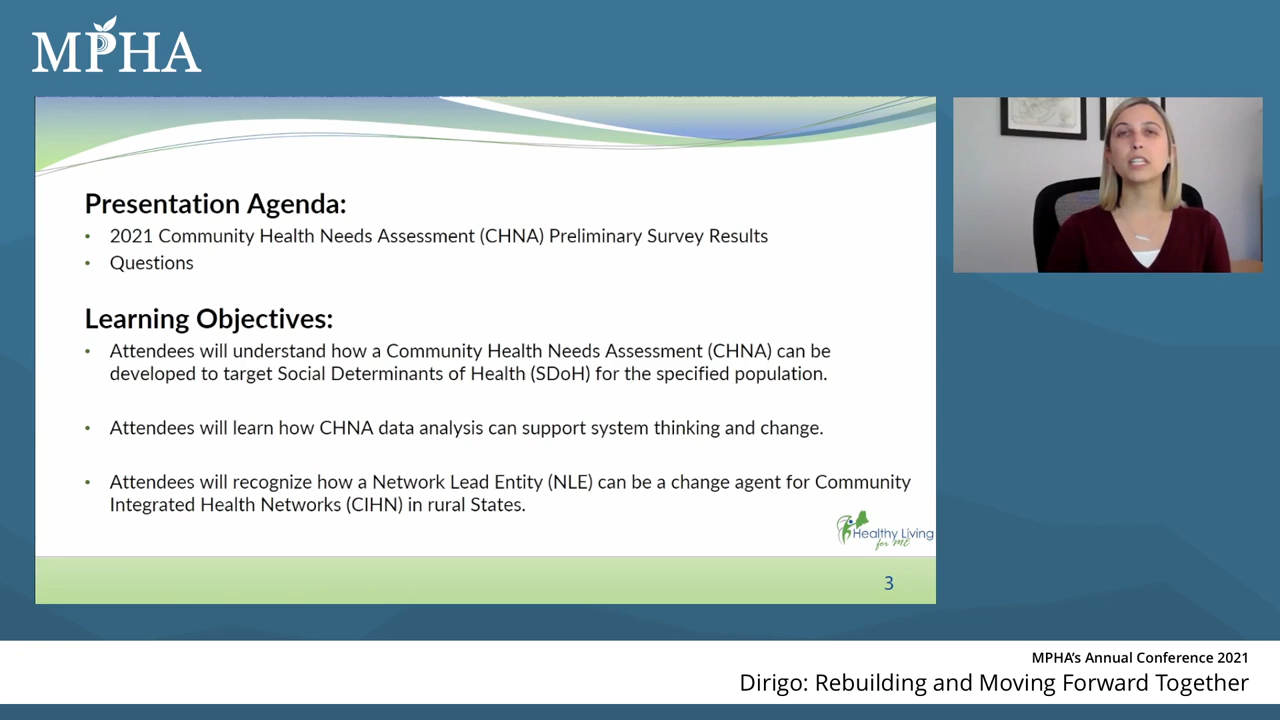 MPHA
Presentation Agenda:
• 2021 Community Health Needs Assessment (CHNA) Preliminary Survey Results
• Questions
Learning Objectives:
• Attendees will understand how a Community Health Needs Assessment (CHNA) can be
developed to target Social Determinants of Health (SDoH) for the specified population.
• Attendees will learn how CHNA data analysis can support system thinking and change.
• Attendees will recognize how a Network Lead Entity (NLE) can be a change agent for Community
Integrated Health Networks (CIHN) in rural States.
Healthy Living
for ME
3
MPHA's Annual Conference 2021
Dirigo: Rebuilding and Moving Forward Together